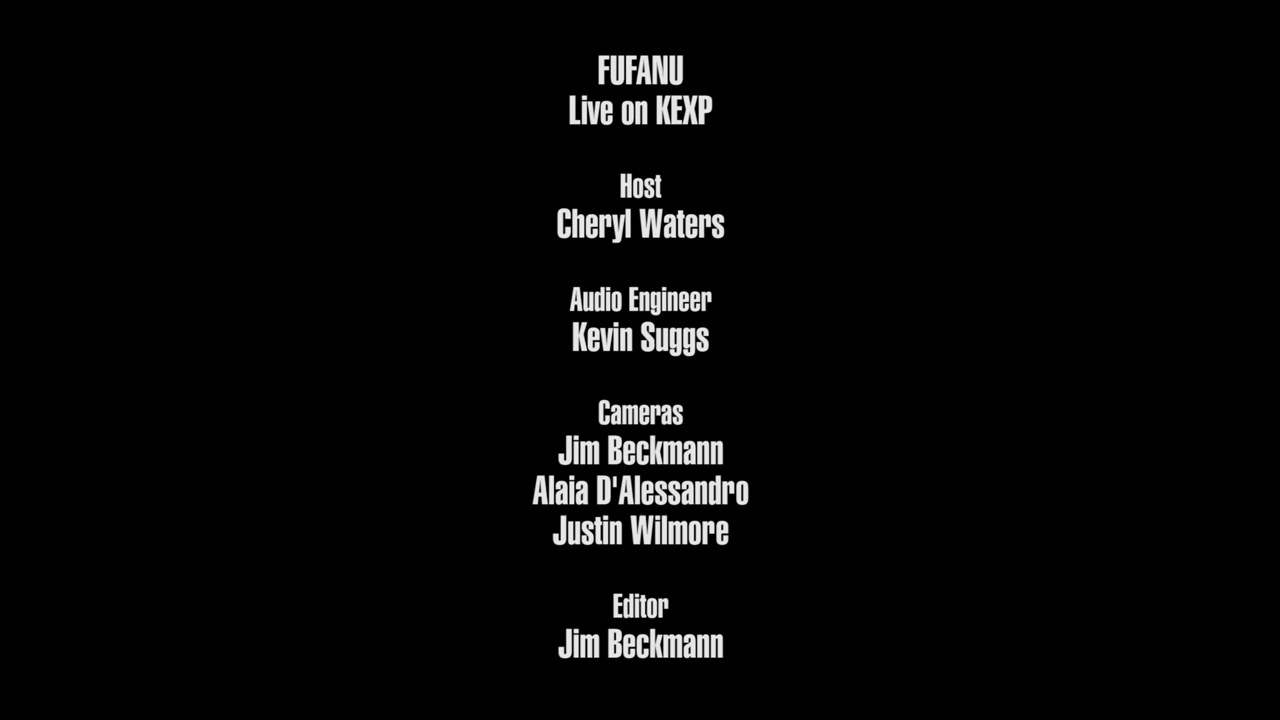 FUFANU
Live on KEXP
Host
Cheryl Waters
Audio Engineer
Kevin Suggs
Cameras
Jim Beckmann
Alaia D'Alessandro
Justin Wilmore
Editor
Jim Beckmann